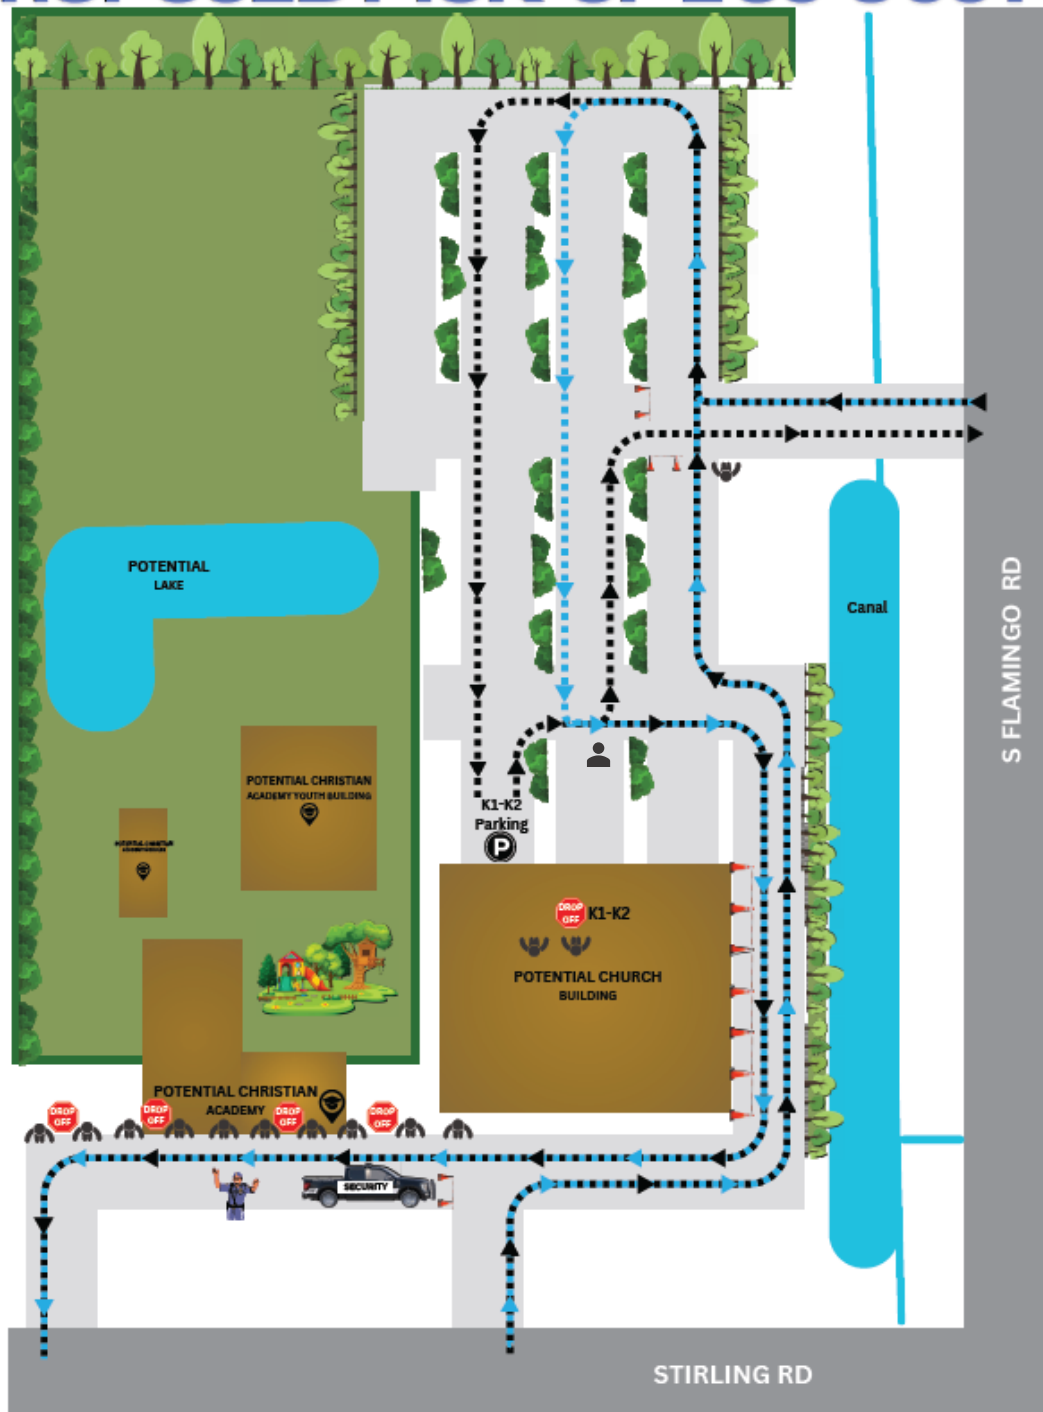 POTENTIAL
LAKE
Canal
S FLAMINGO RD
POTENTIAL CHRISTIAN
ACADEMY YOUTH BUILDING
K1-K2
Parking
P
DROP
OFF
K1-K2
POTENTIAL CHURCH
BUILDING
POTENTIAL CHRISTIAN
ACADEMY
DROP
OFF
DROP
OFF
DROP
OFF
DROP
OFF
SECURITY
STIRLING RD